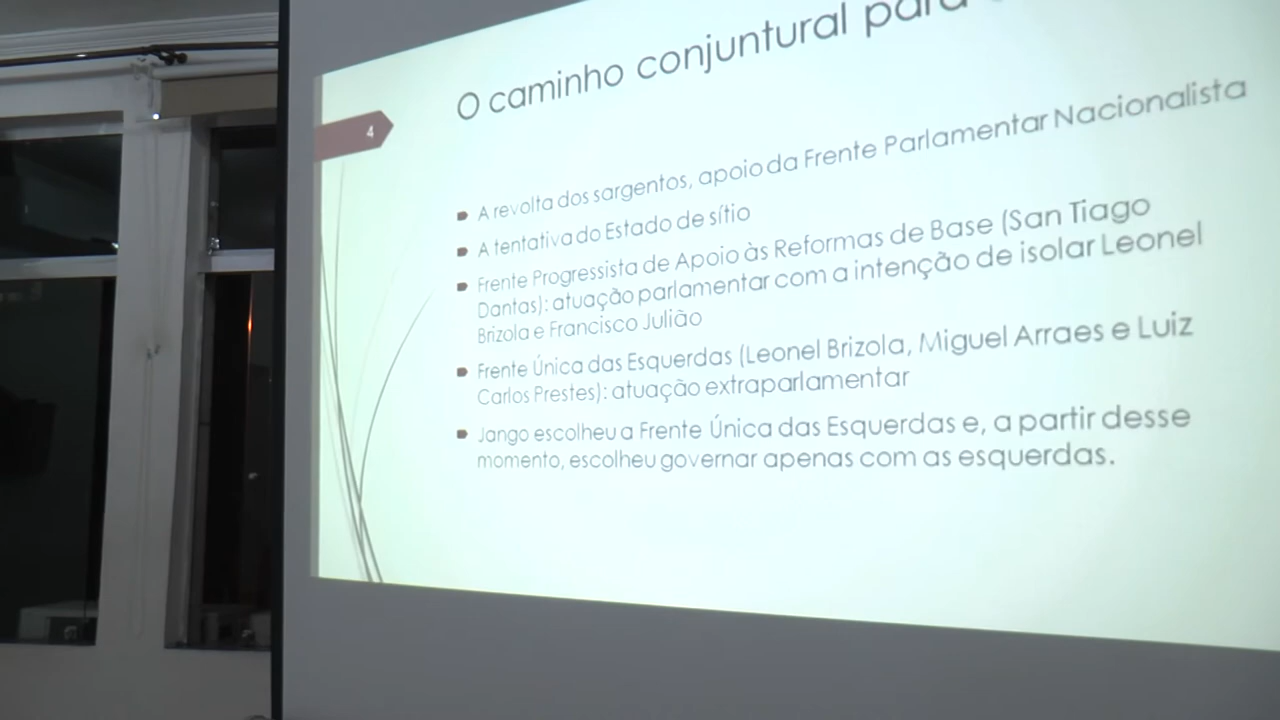 O caminho conjuntural para
4
A revolta dos sargentos, apoio da Frente Parlamentar Nacionalista
A tentativa do Estado de sítio
Frente Progressista de Apoio às Reformas de Base (San Tiago
Dantas): atuação parlamentar com a intenção de isolar Leonel
Brizola e Francisco Julião
Frente Única das Esquerdas (Leonel Brizola, Miguel Arraes e Luiz
Carlos Prestes): atuação extraparlamentar
Jango escolheu a Frente Única das Esquerdas e, a partir desse
momento, escolheu governar apenas com as esquerdas.